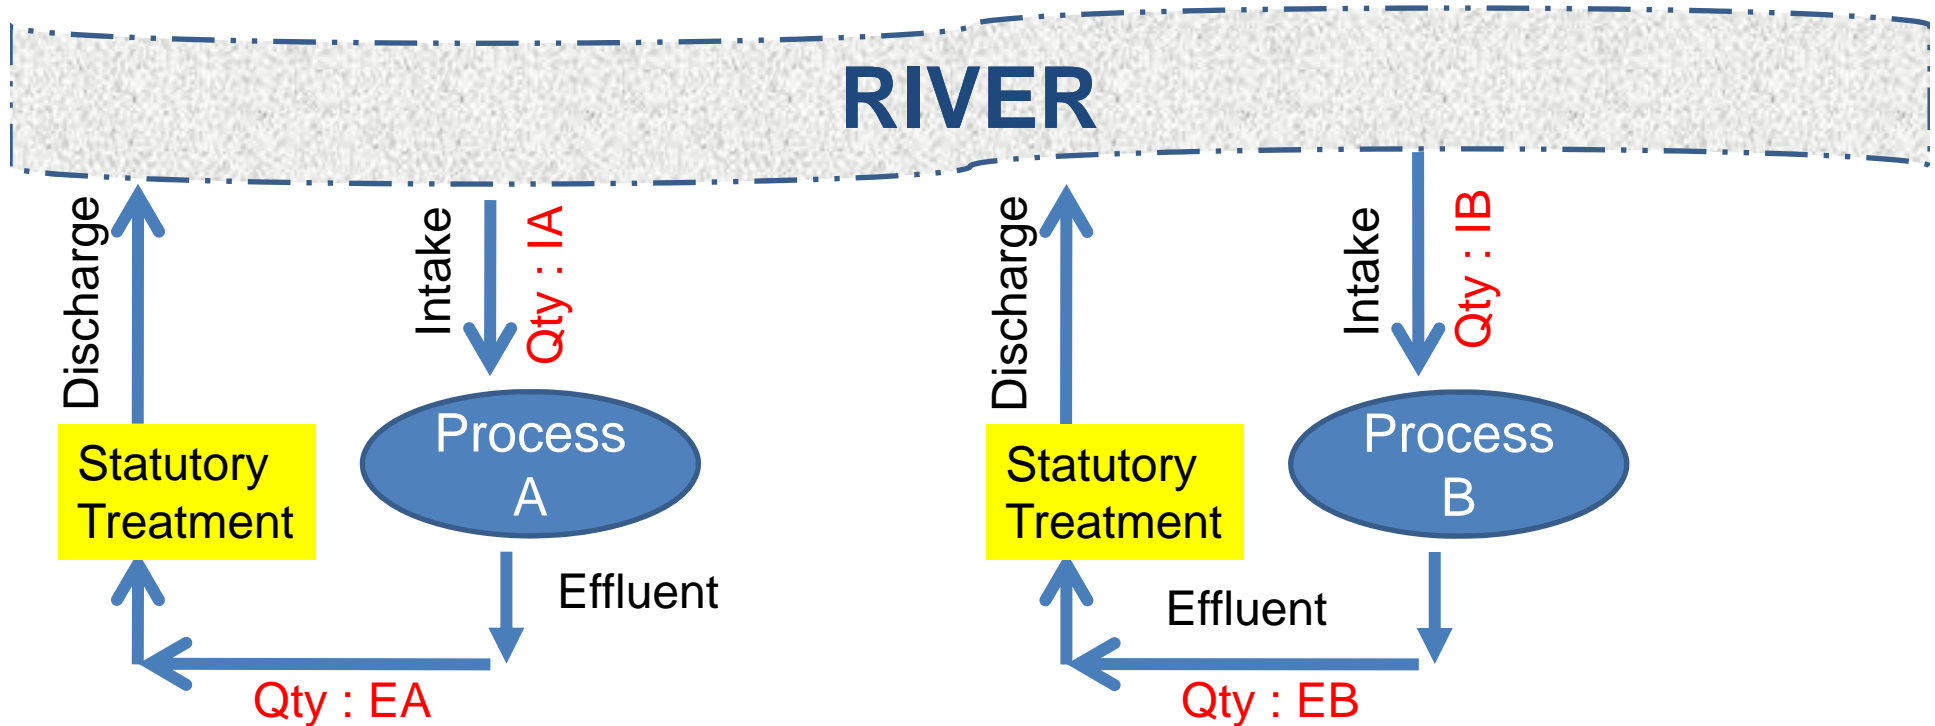 RIVER
Discharge
Intake
Qty : IA
Discharge
Intake
Qty : IB
Statutory
Treatment
Process
A
Statutory
Treatment
Process
B
Effluent
Effluent
Qty : EA
Qty : EB